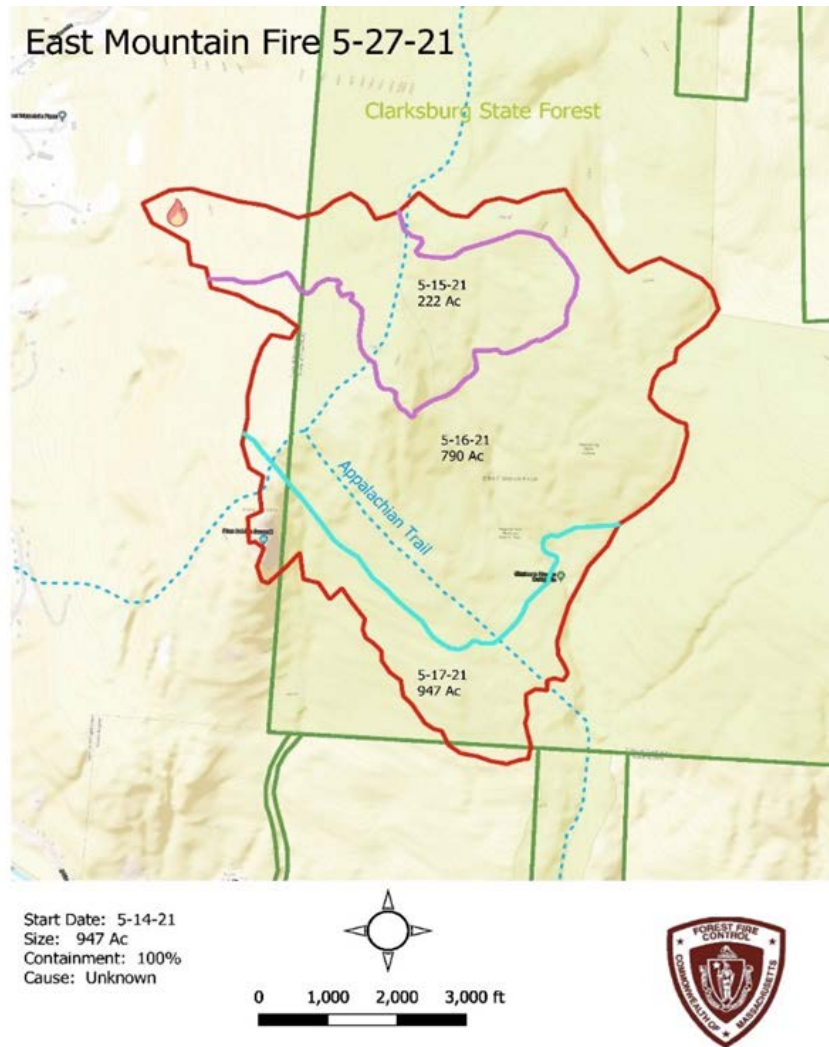 East Mountain Fire 5-27-21
Clarksburg State Forest
5-15-21
222 Ac
5-16-21
790 Ac
Appalachian Trail
5-17-21
947 Ac
Start Date: 5-14-21
Size: 947 Ac
Containment: 100%
Cause: Unknown
0 1,000 2,000 3,000 ft
FOREST FIRE
CONTROL
COMMONWEALTH OF
MASSACHUSETTS